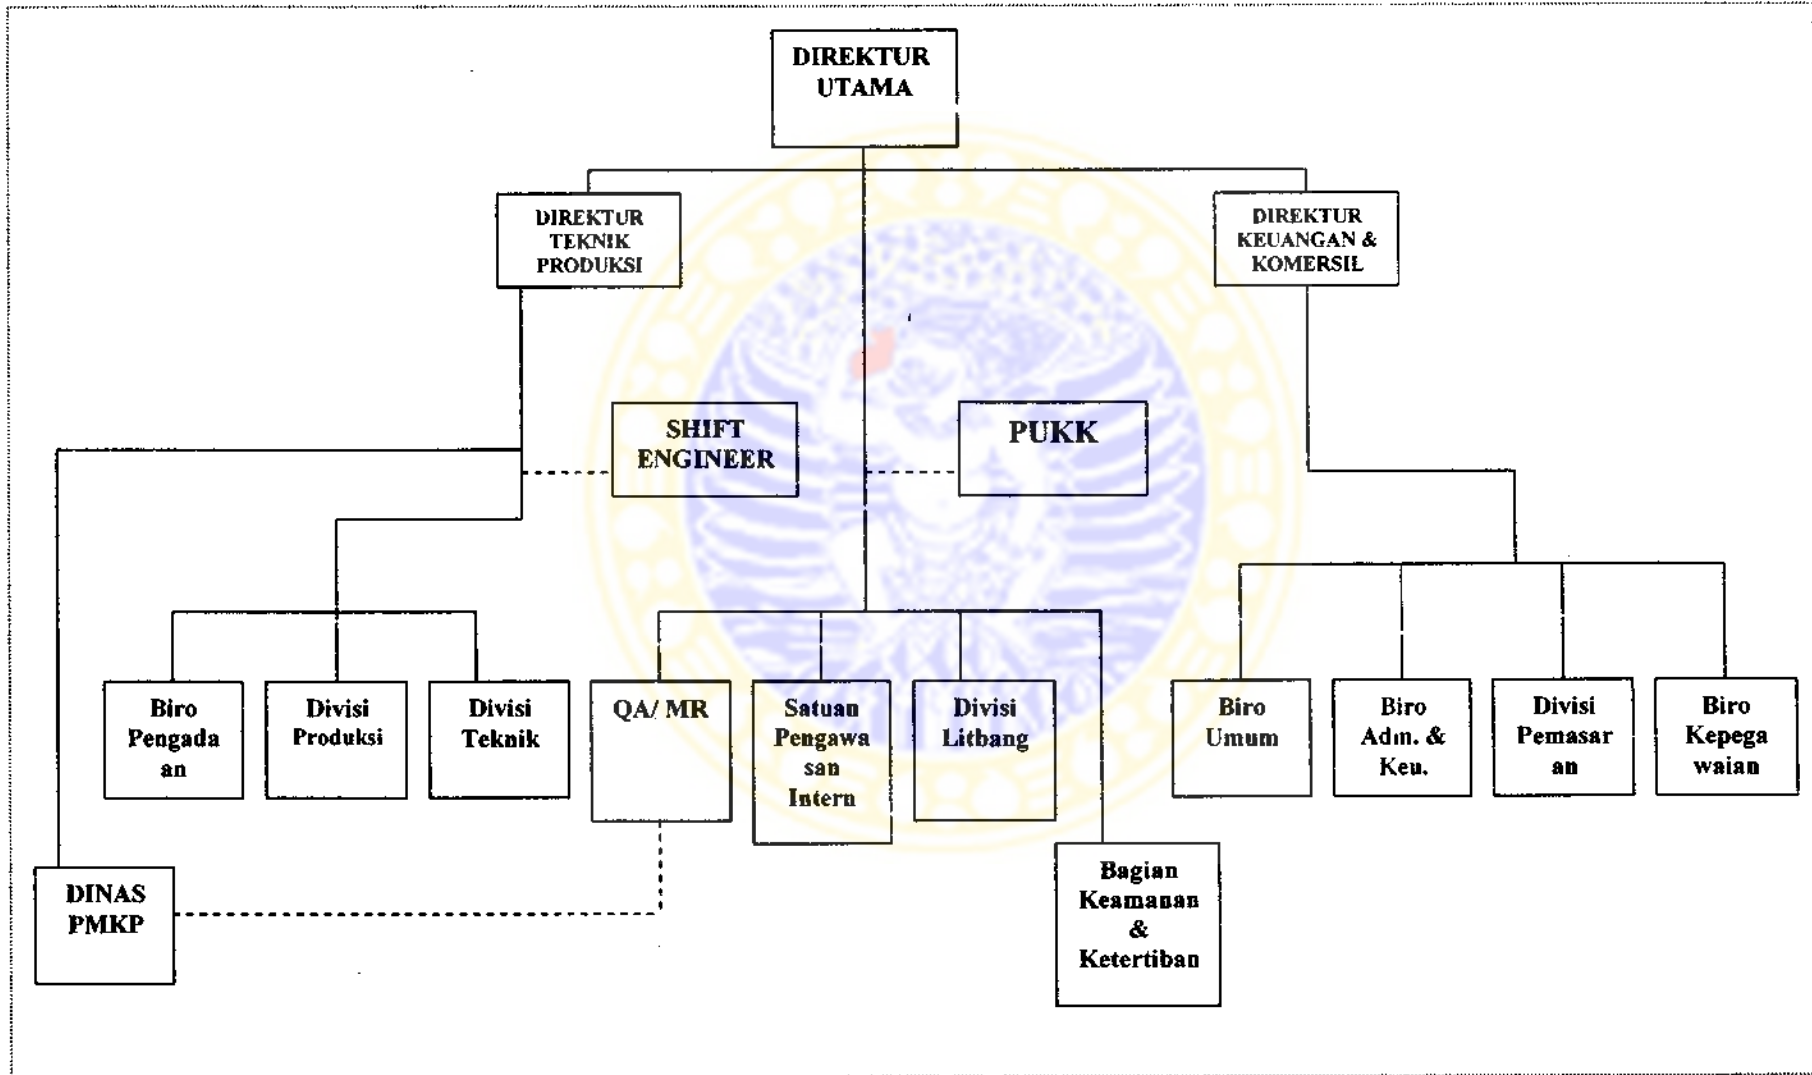 DIREKTUR
UTAMA
DIREKTUR
TEKNIK
PRODUKSI
DIREKTUR
KEUANGAN &
KOMERSIL
SHIFT
ENGINEER
PUKK
Biro
Pengada
an
Divisi
Produksi
Divisi
Teknik
QA/ MR
Satuan
Pengawa
san
Intern
Divisi
Litbang
Biro
Umum
Biro
Adm. &
Keu.
Divisi
Pemasar
an
Biro
Kepega
waian
DINAS
PMKP
Bagian
Keamanan
&
Ketertiban